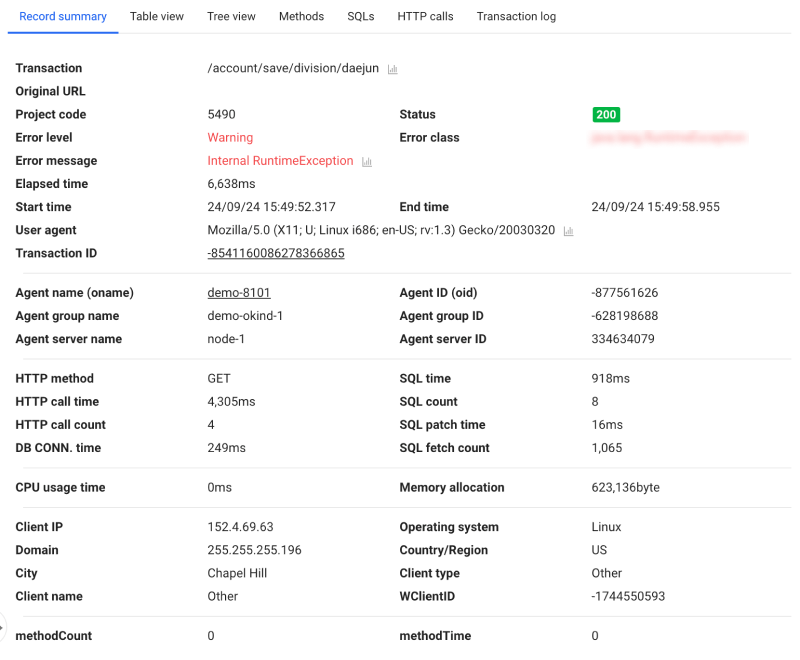 Record summary Table view Tree view Methods SQLs HTTP calls Transaction log
Transaction /account/save/division/daejun
Original URL
Project code 5490 Status 200
Error level Warning Error class
Error message Internal RuntimeException
Elapsed time 6,638ms
Start time 24/09/24 15:49:52.317 End time 24/09/24 15:49:58.955
User agent Mozilla/5.0 (X11; U; Linux i686; en-US; rv:1.3) Gecko/20030320
Transaction ID -8541160086278366865
Agent name (oname) demo-8101 Agent ID (oid) -877561626
Agent group name demo-okind-1 Agent group ID -628198688
Agent server name node-1 Agent server ID 334634079
HTTP method GET SQL time 918ms
HTTP call time 4,305ms SQL count 8
HTTP call count 4 SQL patch time 16ms
DB CONN. time 249ms SQL fetch count 1,065
CPU usage time 0ms Memory allocation 623,136byte
Client IP 152.4.69.63 Operating system Linux
Domain 255.255.255.196 Country/Region US
City Chapel Hill Client type Other
Client name Other WClientID -1744550593
methodCount 0 methodTime 0